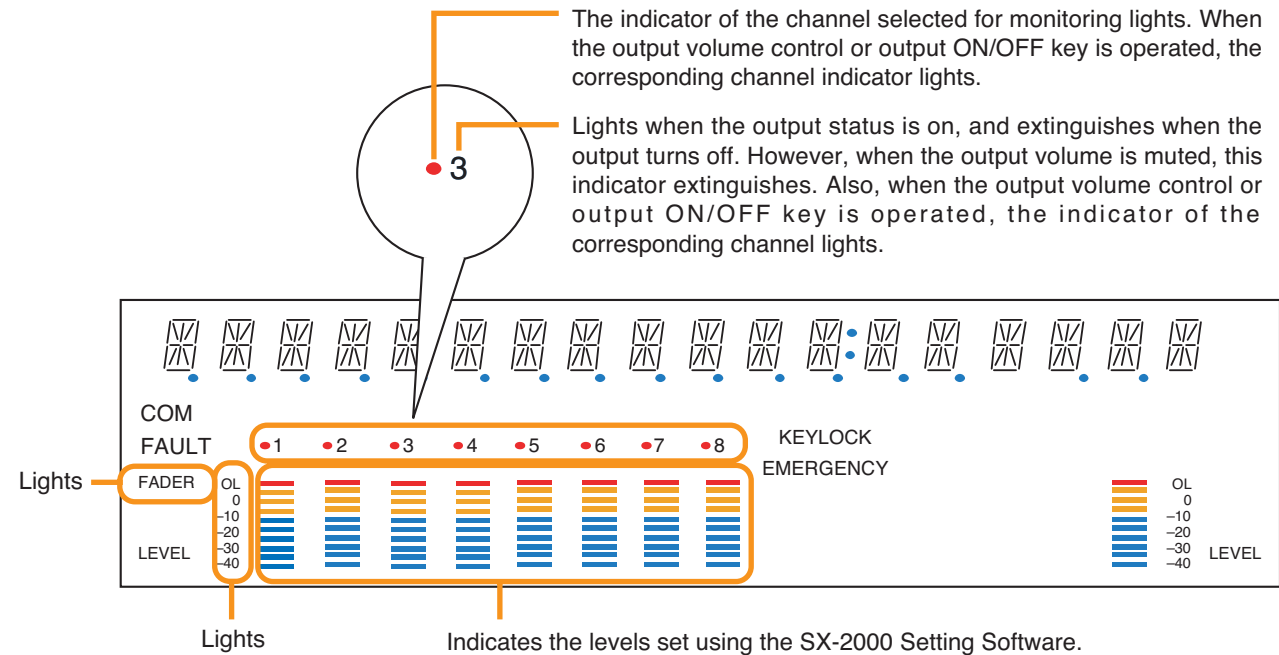 The indicator of the channel selected for monitoring lights. When
the output volume control or output ON/OFF key is operated, the
corresponding channel indicator lights.
Lights when the output status is on, and extinguishes when the
output turns off. However, when the output volume is muted, this
indicator extinguishes. Also, when the output volume control or
output ON/OFF key is operated, the indicator of the
corresponding channel lights.
3
COM
FAULT
1 2 3 4 5 6 7 8
KEYLOCK
EMERGENCY
Lights
FADER
LEVEL
OL
0
–10
–20
–30
–40
OL
0
–10
–20
–30
–40
LEVEL
Lights
Indicates the levels set using the SX-2000 Setting Software.